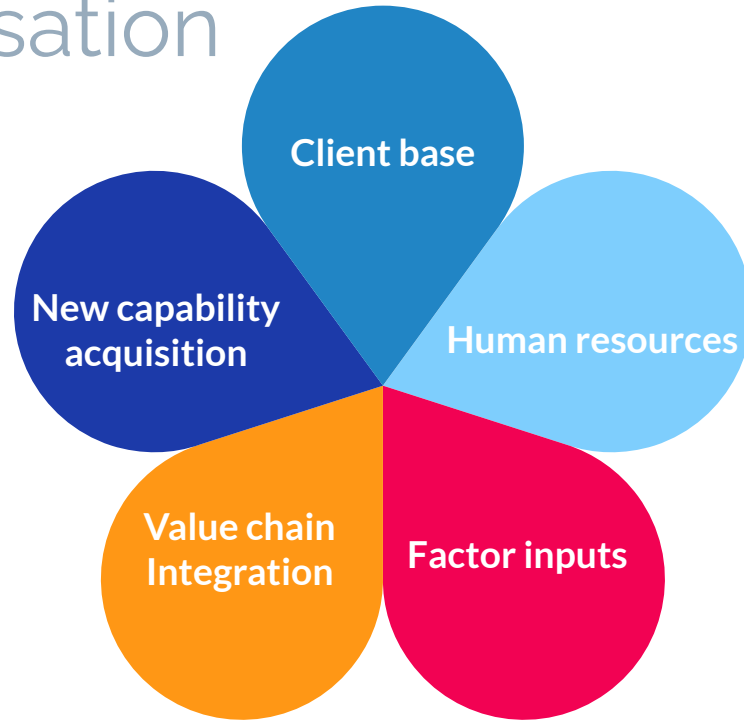 sation
Client base
New capability
acquisition
Human resources
Value chain
Integration
Factor inputs